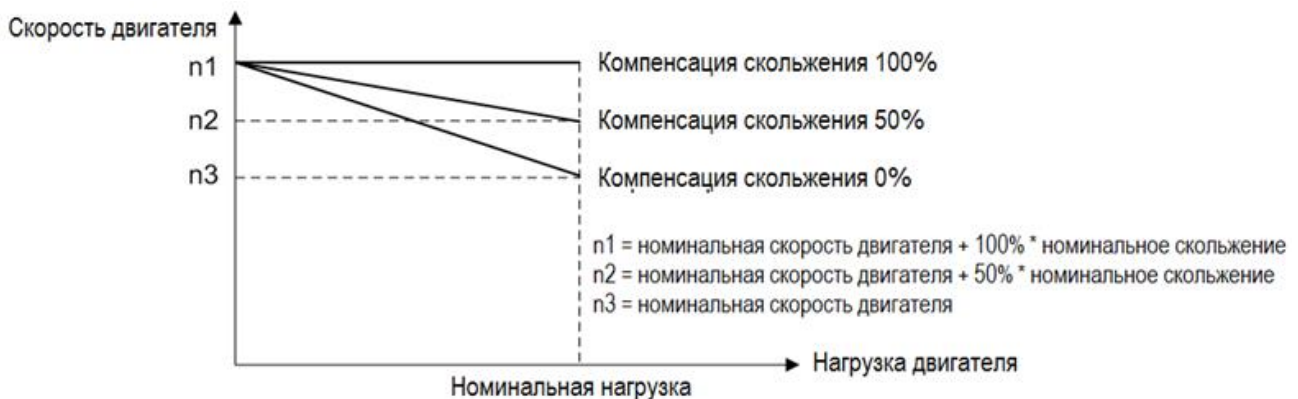 Скорость двигателя
n1
Компенсация скольжения 100%
n2
Компенсация скольжения 50%
n3
Компенсация скольжения 0%
n1 = номинальная скорость двигателя + 100% * номинальное скольжение
n2 = номинальная скорость двигателя + 50% * номинальное скольжение
n3 = номинальная скорость двигателя
Нагрузка двигателя
Номинальная нагрузка